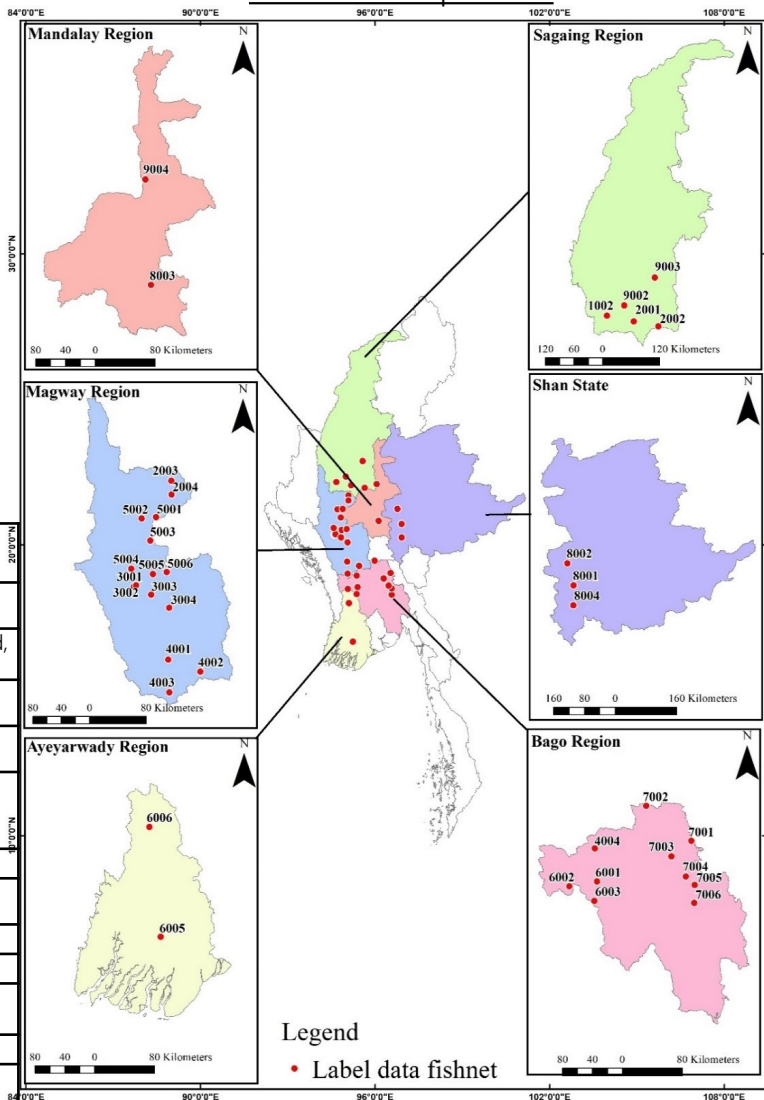 84°0'0"E 90°0'0"E 96°0'0"E 102°0'0"E 108°0'0"E
Mandalay Region
N
9004
8003
80 40 0 80 Kilometers
Sagaing Region
N
9003
9002
1002
2001
2002
120 60 0 120 Kilometers
30°0'0"N
Magway Region
N
2003
2004
5002
5001
5003
5004
5005
5006
3001
3002
3003
3004
4001
4002
4003
80 40 0 80 Kilometers
Shan State
N
8002
8001
8004
160 80 0 160 Kilometers
20°0'0"N
d,
Ayeyarwady Region
N
6006
6005
80 40 0 80 Kilometers
Bago Region
N
7002
7001
4004
7003
7004
6002
6001
7005
6003
7006
80 40 0 80 Kilometers
Legend
Label data fishnet
84°0'0"E 90°0'0"E 96°0'0"E 102°0'0"E 108°0'0"E